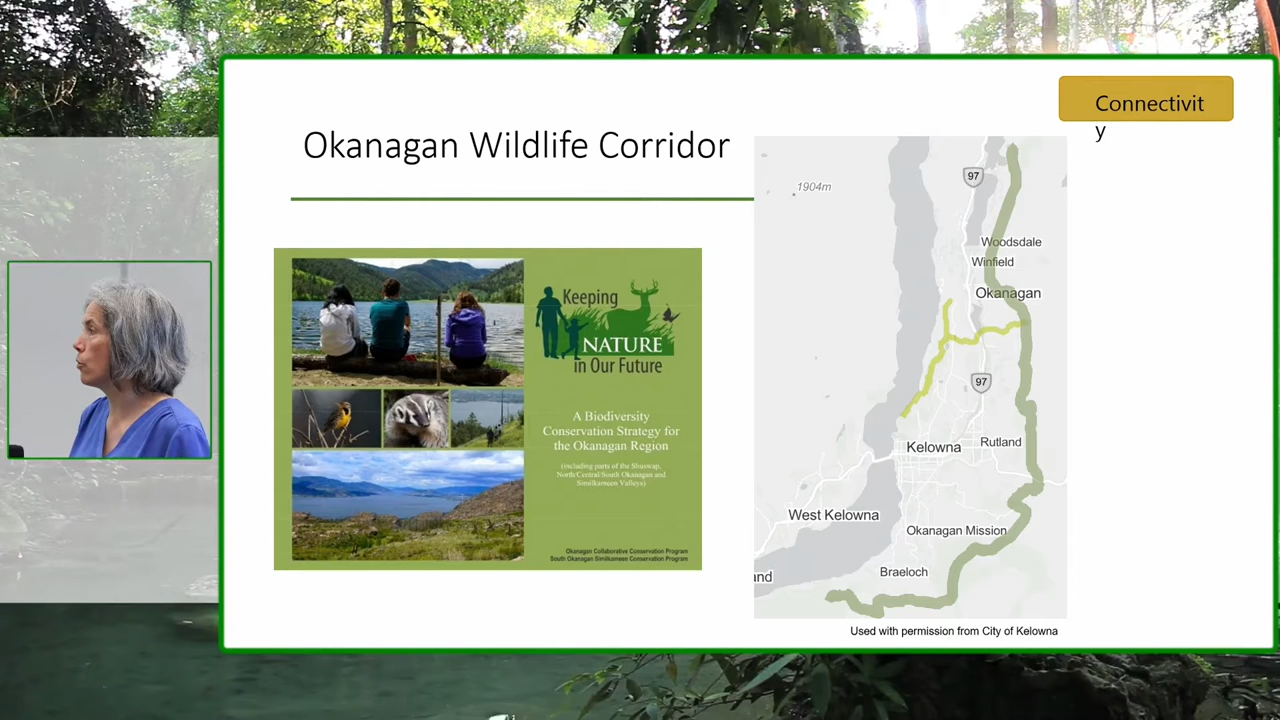 Connectivit
y
Okanagan Wildlife Corridor
Keeping
NATURE
in Our Future
A Biodiversity
Conservation Strategy for
the Okanagan Region
(including parts of the Shuswap,
North/Central/South Okanagan and
Similkameen Valleys)
Okanagan Collaborative Conservation Program
South Okanagan Similkameen Conservation Program
97
1904m
Woodsdale
Winfield
Okanagan
97
Kelowna
Rutland
West Kelowna
Okanagan Mission
Braeloch
and
Used with permission from City of Kelowna